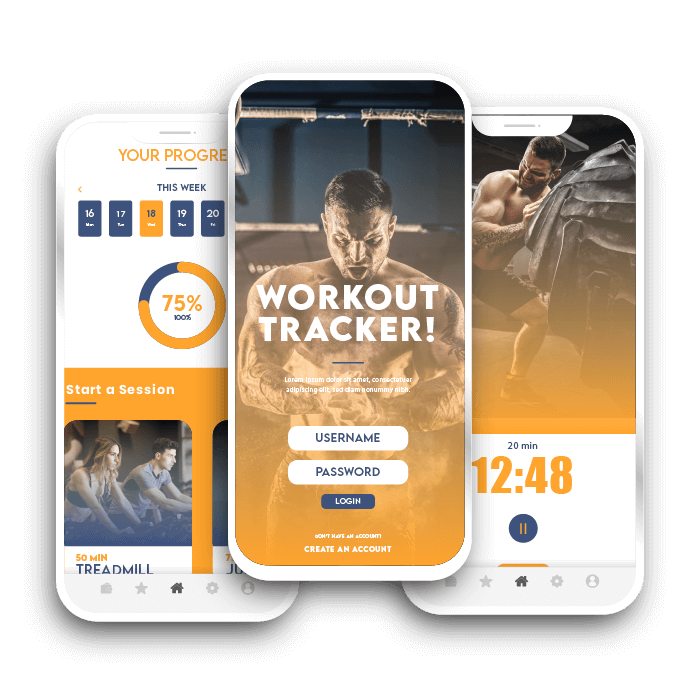 YOUR PROGRE
THIS WEEK
16 17 18 19 20
Mon Tue Wed Thu Fri
75%
100%
Start a Session
50 MIN
TREADMILL
7
JU
WORKOUT
TRACKER!
Lorem ipsum dolor sit amet, consectetuer
adipiscing elit, sed diam nonummy nibh.
USERNAME
PASSWORD
LOGIN
DON'T HAVE AN ACCOUNT?
CREATE AN ACCOUNT
20 min
12:48